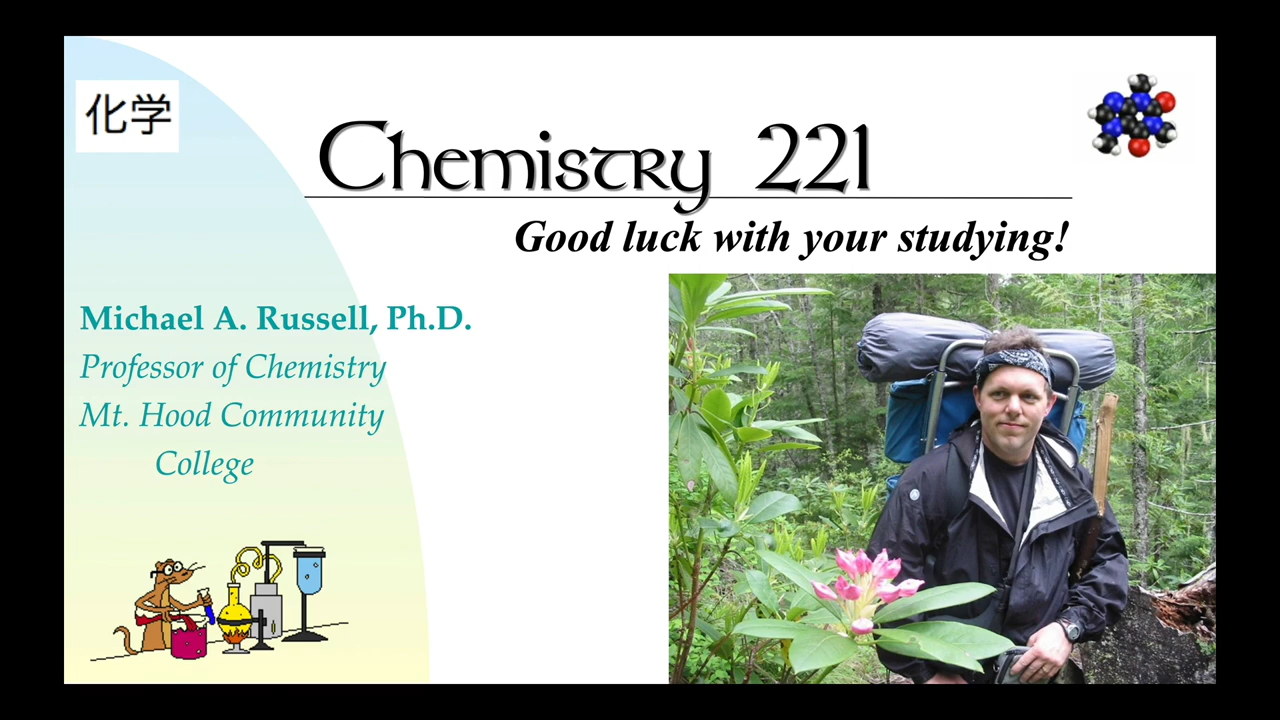 化学
Chemistry 221
Good luck with your studying!
Michael A. Russell, Ph.D.
Professor of Chemistry
Mt. Hood Community
College